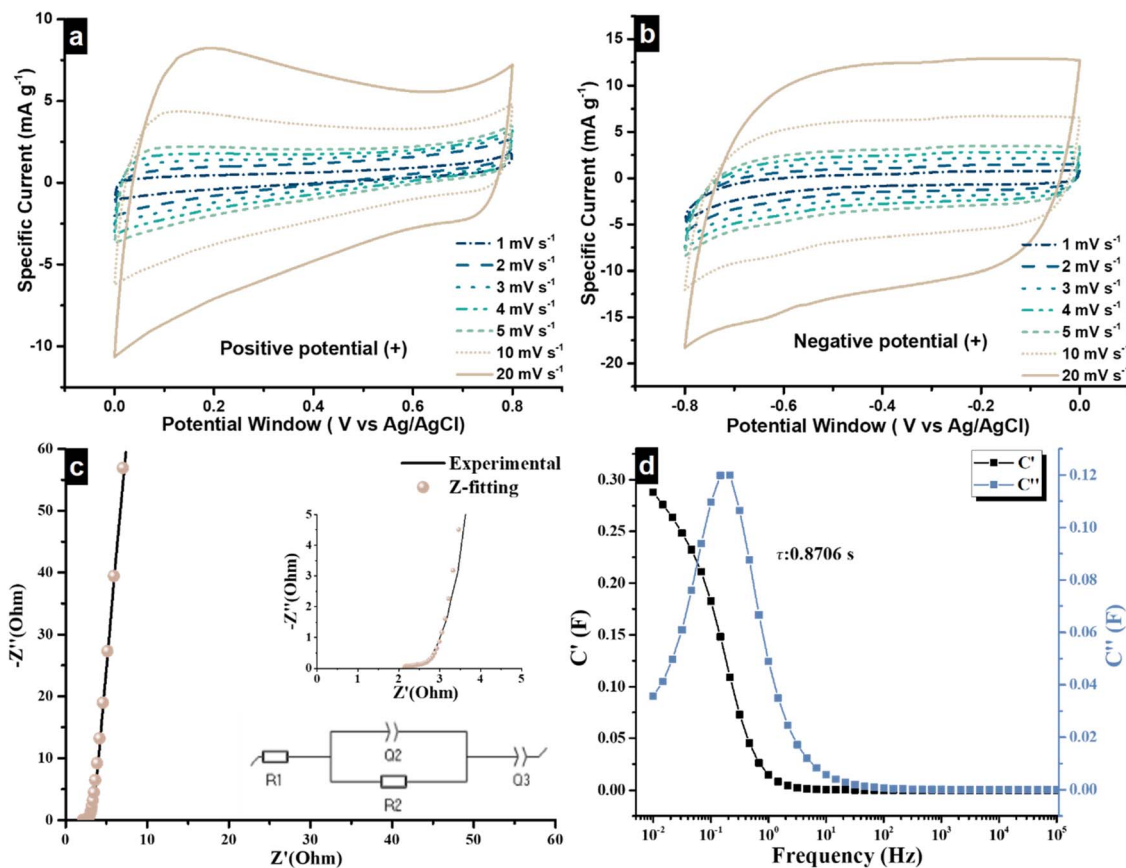 a
10
5
0
-5
-10
Specific Current (mA g⁻¹)
1 mV s⁻¹
2 mV s⁻¹
3 mV s⁻¹
4 mV s⁻¹
5 mV s⁻¹
10 mV s⁻¹
20 mV s⁻¹
Positive potential (+)
0.0 0.2 0.4 0.6 0.8
Potential Window ( V vs Ag/AgCl)
b
15
10
5
0
-5
-10
-15
-20
Specific Current (mA g⁻¹)
1 mV s⁻¹
2 mV s⁻¹
3 mV s⁻¹
4 mV s⁻¹
5 mV s⁻¹
10 mV s⁻¹
20 mV s⁻¹
Negative potential (+)
-0.8 -0.6 -0.4 -0.2 0.0
Potential Window ( V vs Ag/AgCl)
c
60
50
40
30
20
10
0
-Z''(Ohm)
Experimental
Z-fitting
5
4
3
2
1
0
-Z''(Ohm)
0 1 2 3 4 5
Z'(Ohm)
R1
Q2
R2
Q3
0 10 20 30 40 50 60
Z'(Ohm)
d
C'
C''
0.30
0.25
0.20
0.15
0.10
0.05
0.00
C' (F)
τ:0.8706 s
0.12
0.10
0.08
0.06
0.04
0.02
0.00
C'' (F)
10⁻² 10⁻¹ 10⁰ 10¹ 10² 10³ 10⁴ 10⁵
Frequency (Hz)